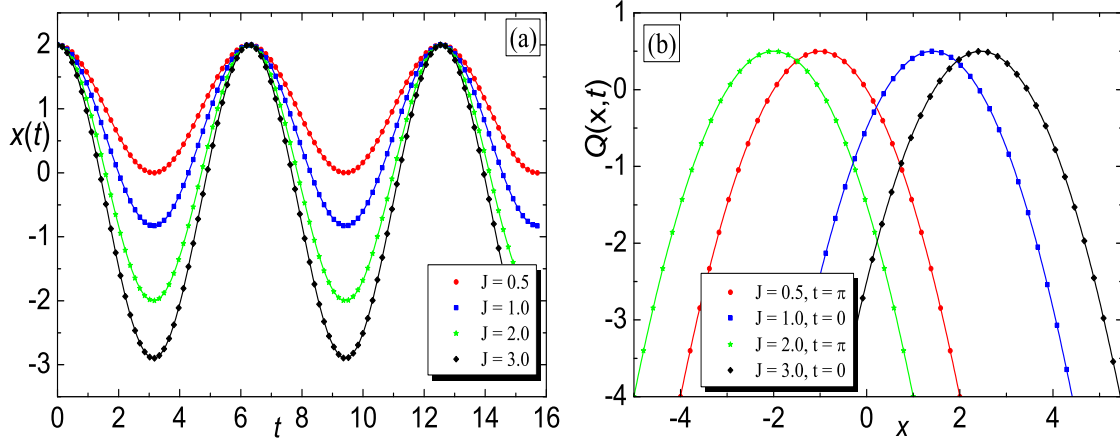 (a)
2
1
0
-1
-2
-3
x(t)
0 2 4 6 8 10 12 14 16
t
J = 0.5
J = 1.0
J = 2.0
J = 3.0
(b)
1
0
-1
-2
-3
-4
Q(x,t)
-4 -2 0 2 4
x
J = 0.5, t = π
J = 1.0, t = 0
J = 2.0, t = π
J = 3.0, t = 0